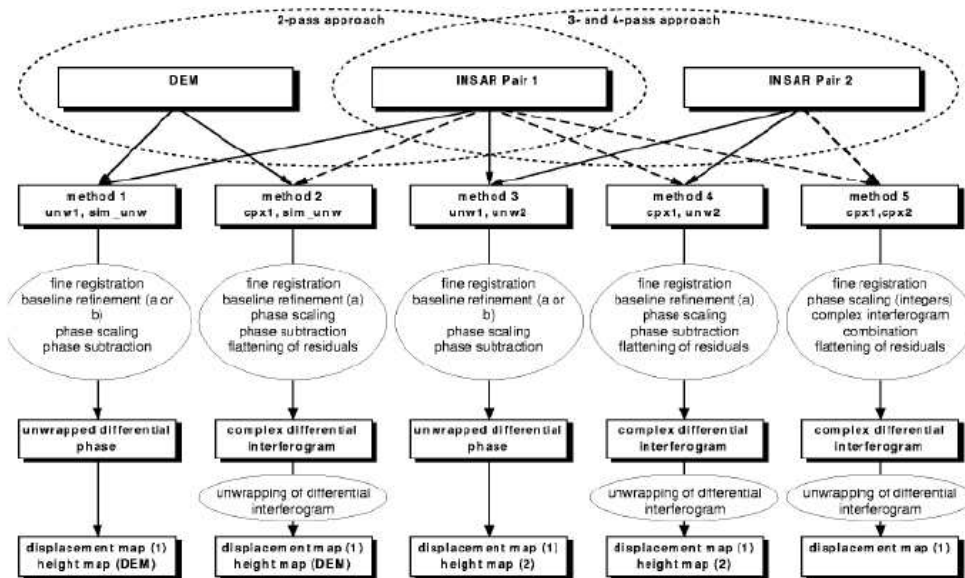 2-pass approach
3- and 4-pass approach
DEM
INSAR Pair 1
INSAR Pair 2
method 1
unw1, sim_unw
method 2
cpx1, sim_unw
method 3
unw1, unw2
method 4
cpx1, unw2
method 5
cpx1,cpx2
fine registration
baseline refinement (a or
b)
phase scaling
phase subtraction
fine registration
baseline refinement (a)
phase scaling
phase subtraction
flattening of residuals
fine registration
baseline refinement (a or
b)
phase scaling
phase subtraction
fine registration
baseline refinement (a)
phase scaling
phase subtraction
flattening of residuals
fine registration
phase scaling (integers)
complex interferogram
combination
flattening of residuals
unwrapped differential
phase
complex differential
interferogram
unwrapped differential
phase
complex differential
interferogram
complex differential
interferogram
unwrapping of differential
interferogram
unwrapping of differential
interferogram
unwrapping of differential
interferogram
displacement map (1)
height map (DEM)
displacement map (1)
height map (DEM)
displacement map (1)
height map (2)
displacement map (1)
height map (2)
displacement map (1)